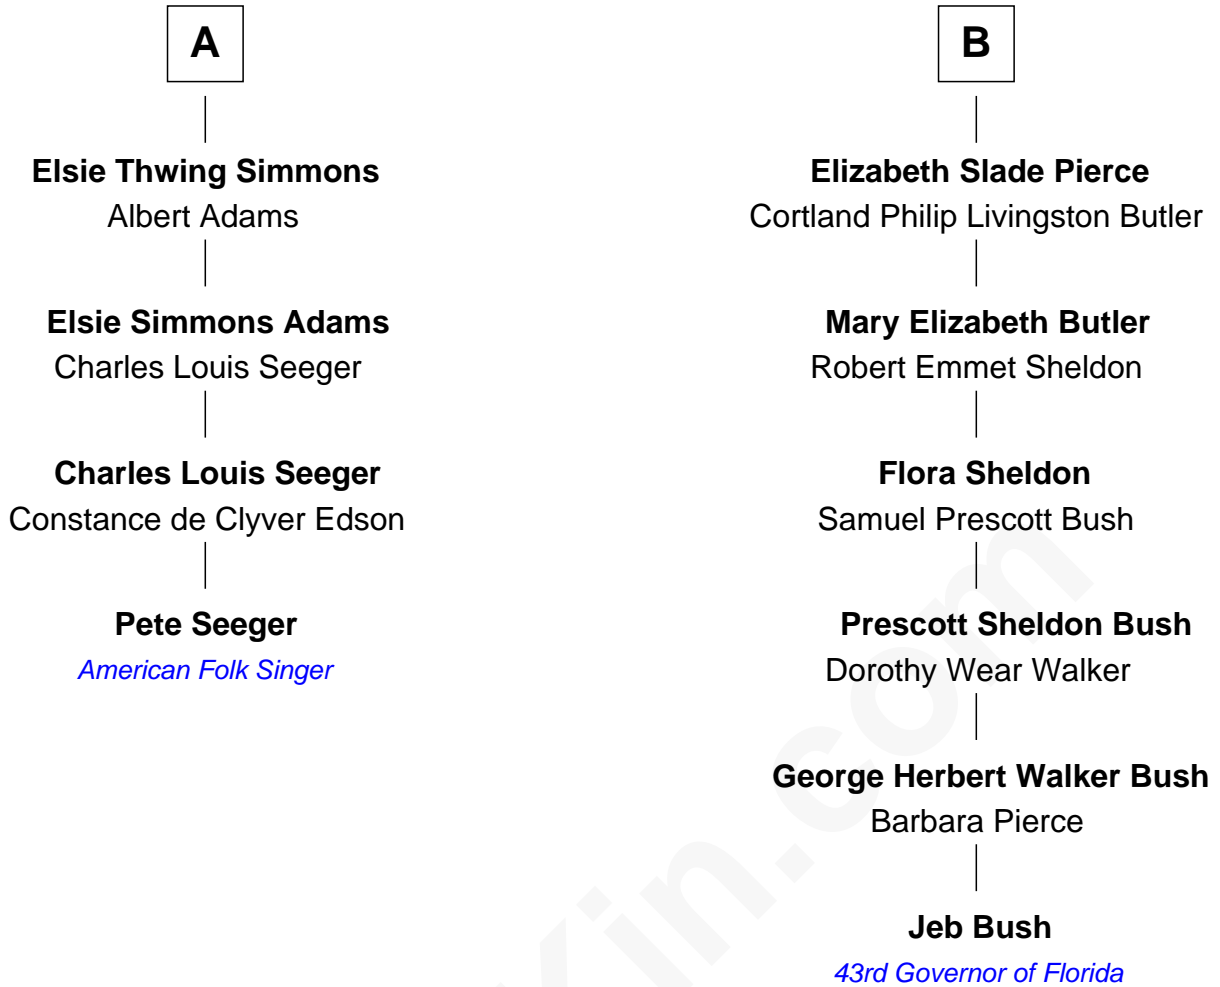 A
Elsie Thwing Simmons
Albert Adams
Elsie Simmons Adams
Charles Louis Seeger
Charles Louis Seeger
Constance de Clyver Edson
Pete Seeger
American Folk Singer
B
Elizabeth Slade Pierce
Cortland Philip Livingston Butler
Mary Elizabeth Butler
Robert Emmet Sheldon
Flora Sheldon
Samuel Prescott Bush
Prescott Sheldon Bush
Dorothy Wear Walker
George Herbert Walker Bush
Barbara Pierce
Jeb Bush
43rd Governor of Florida
Kin.com